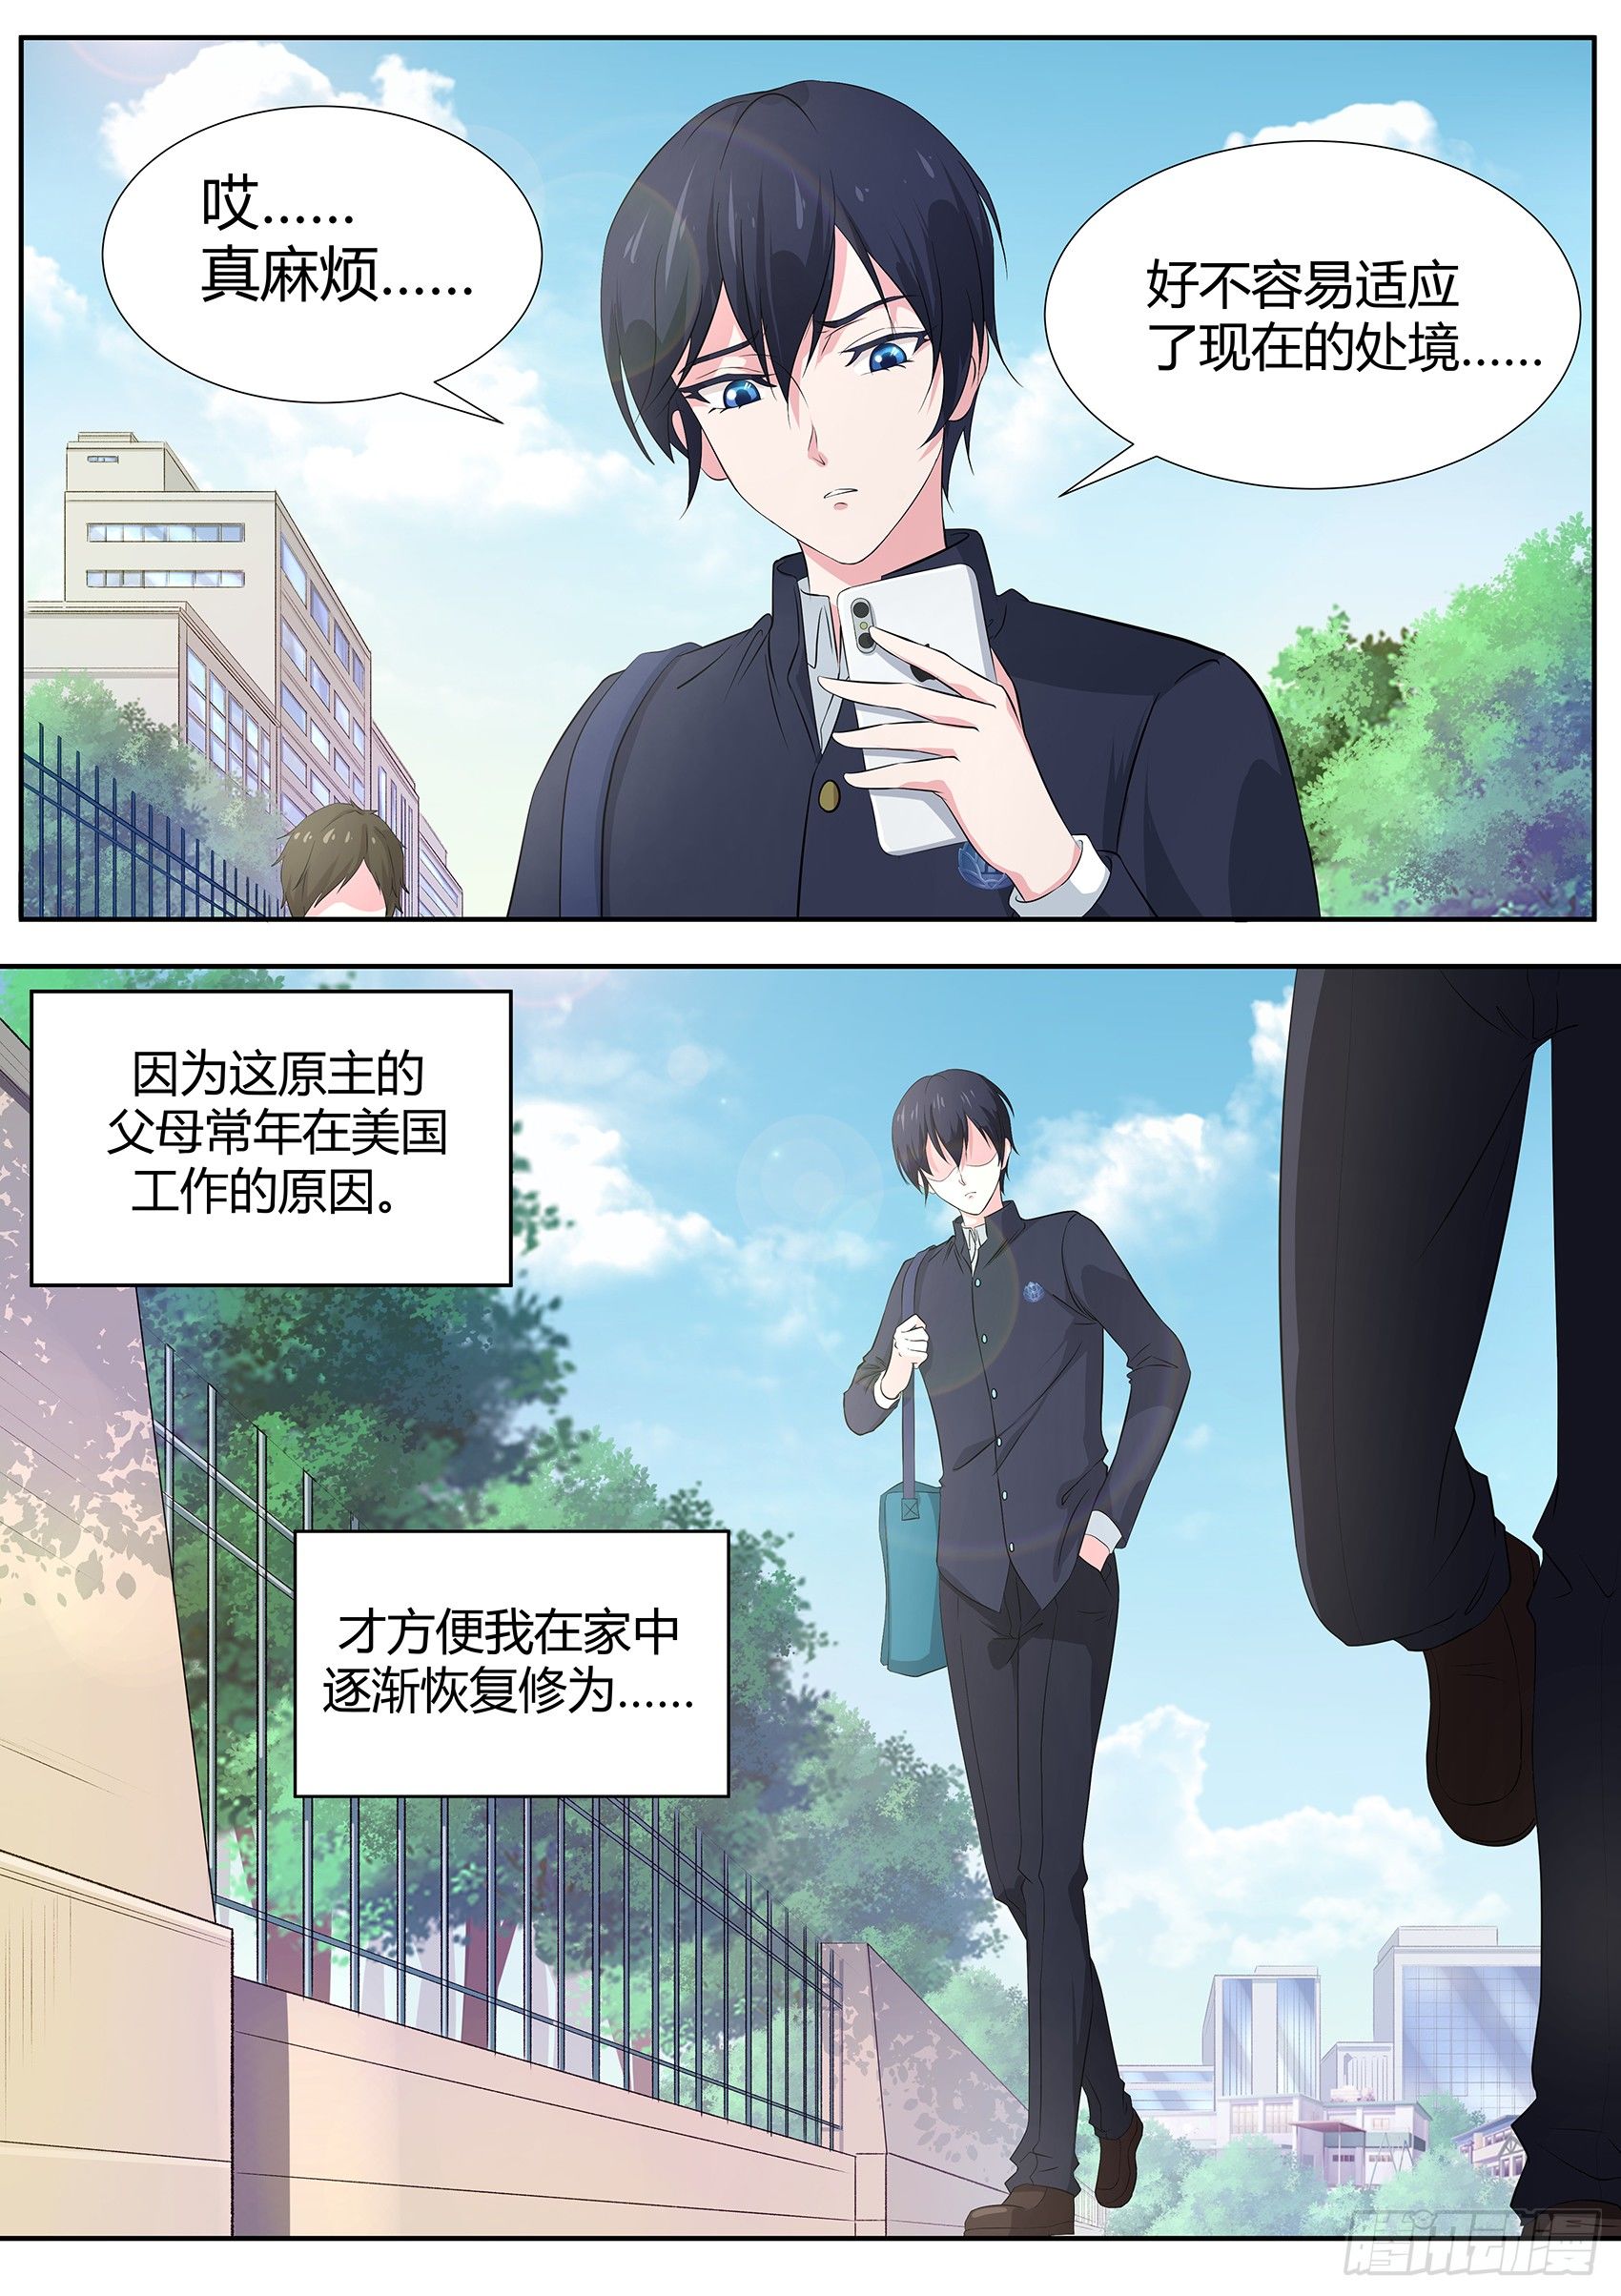 哎……
真麻烦……
好不容易适应
了现在的处境……
因为这原主的
父母常年在美国
工作的原因。
才方便我在家中
逐渐恢复修为……
腾讯动漫